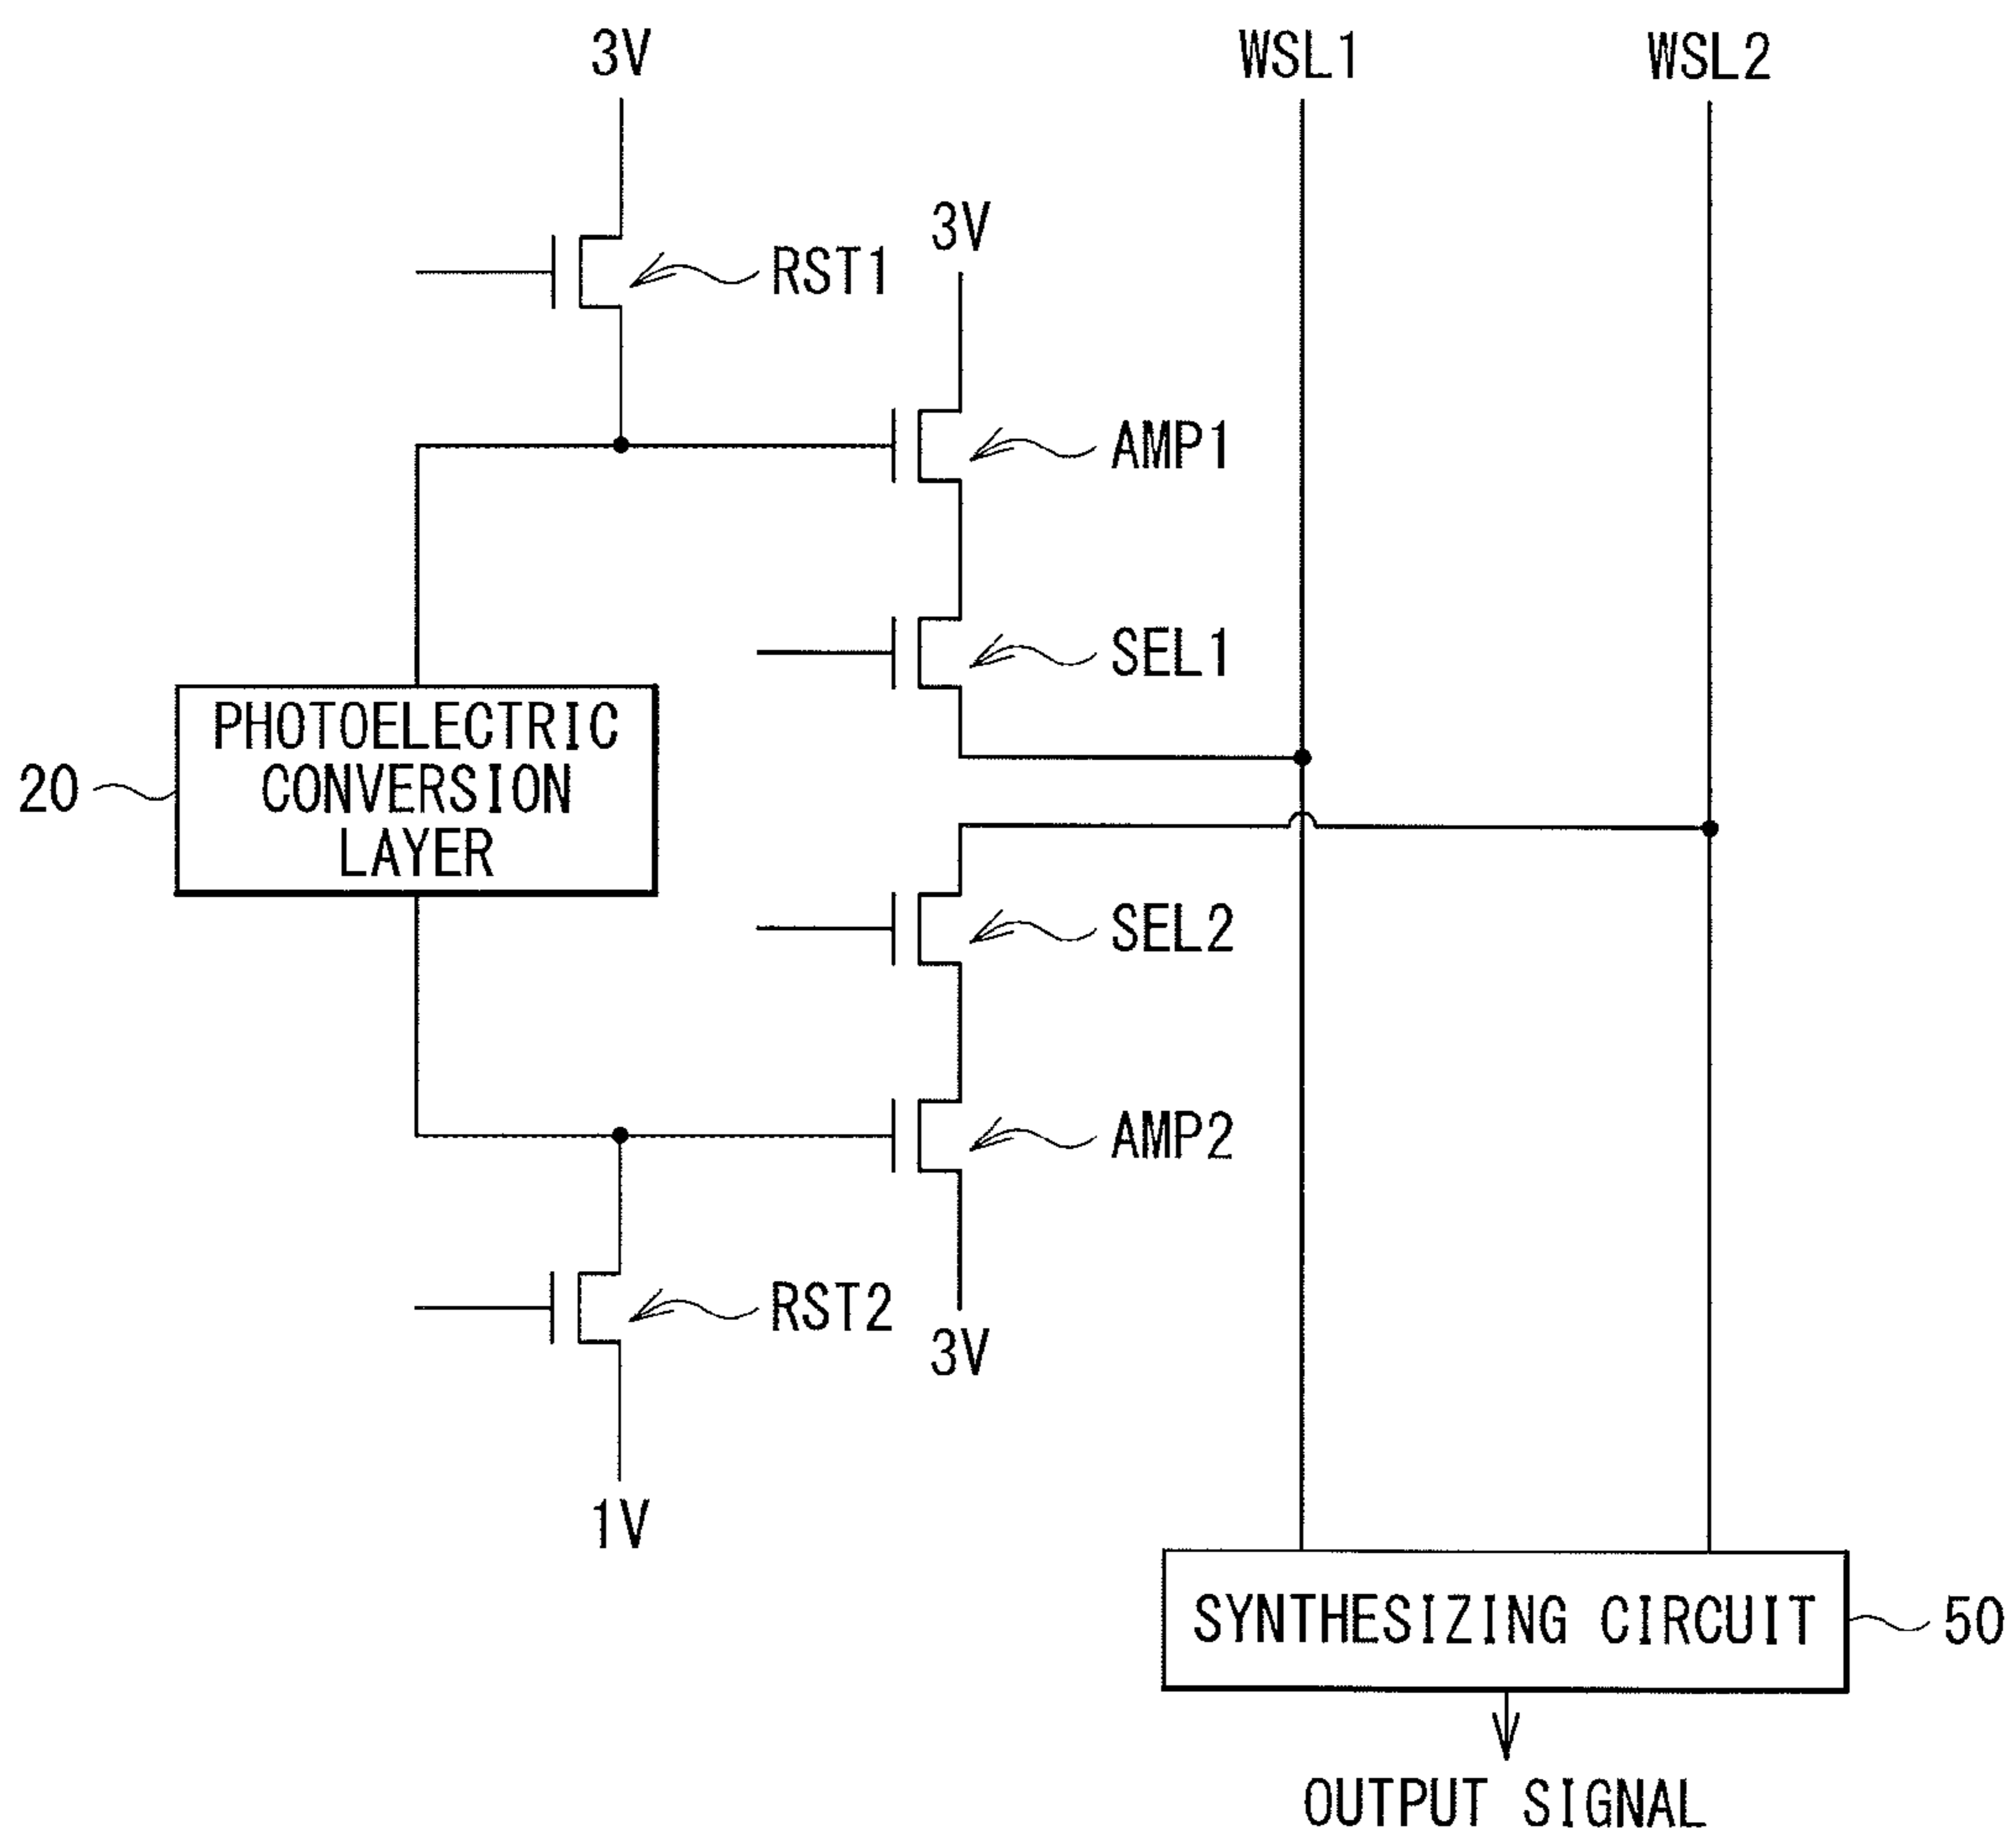 3V
WSL1
WSL2
3V
RST1
AMP1
SEL1
PHOTOELECTRIC
CONVERSION
LAYER
20
SEL2
AMP2
RST2
3V
1V
SYNTHESIZING CIRCUIT
50
OUTPUT SIGNAL